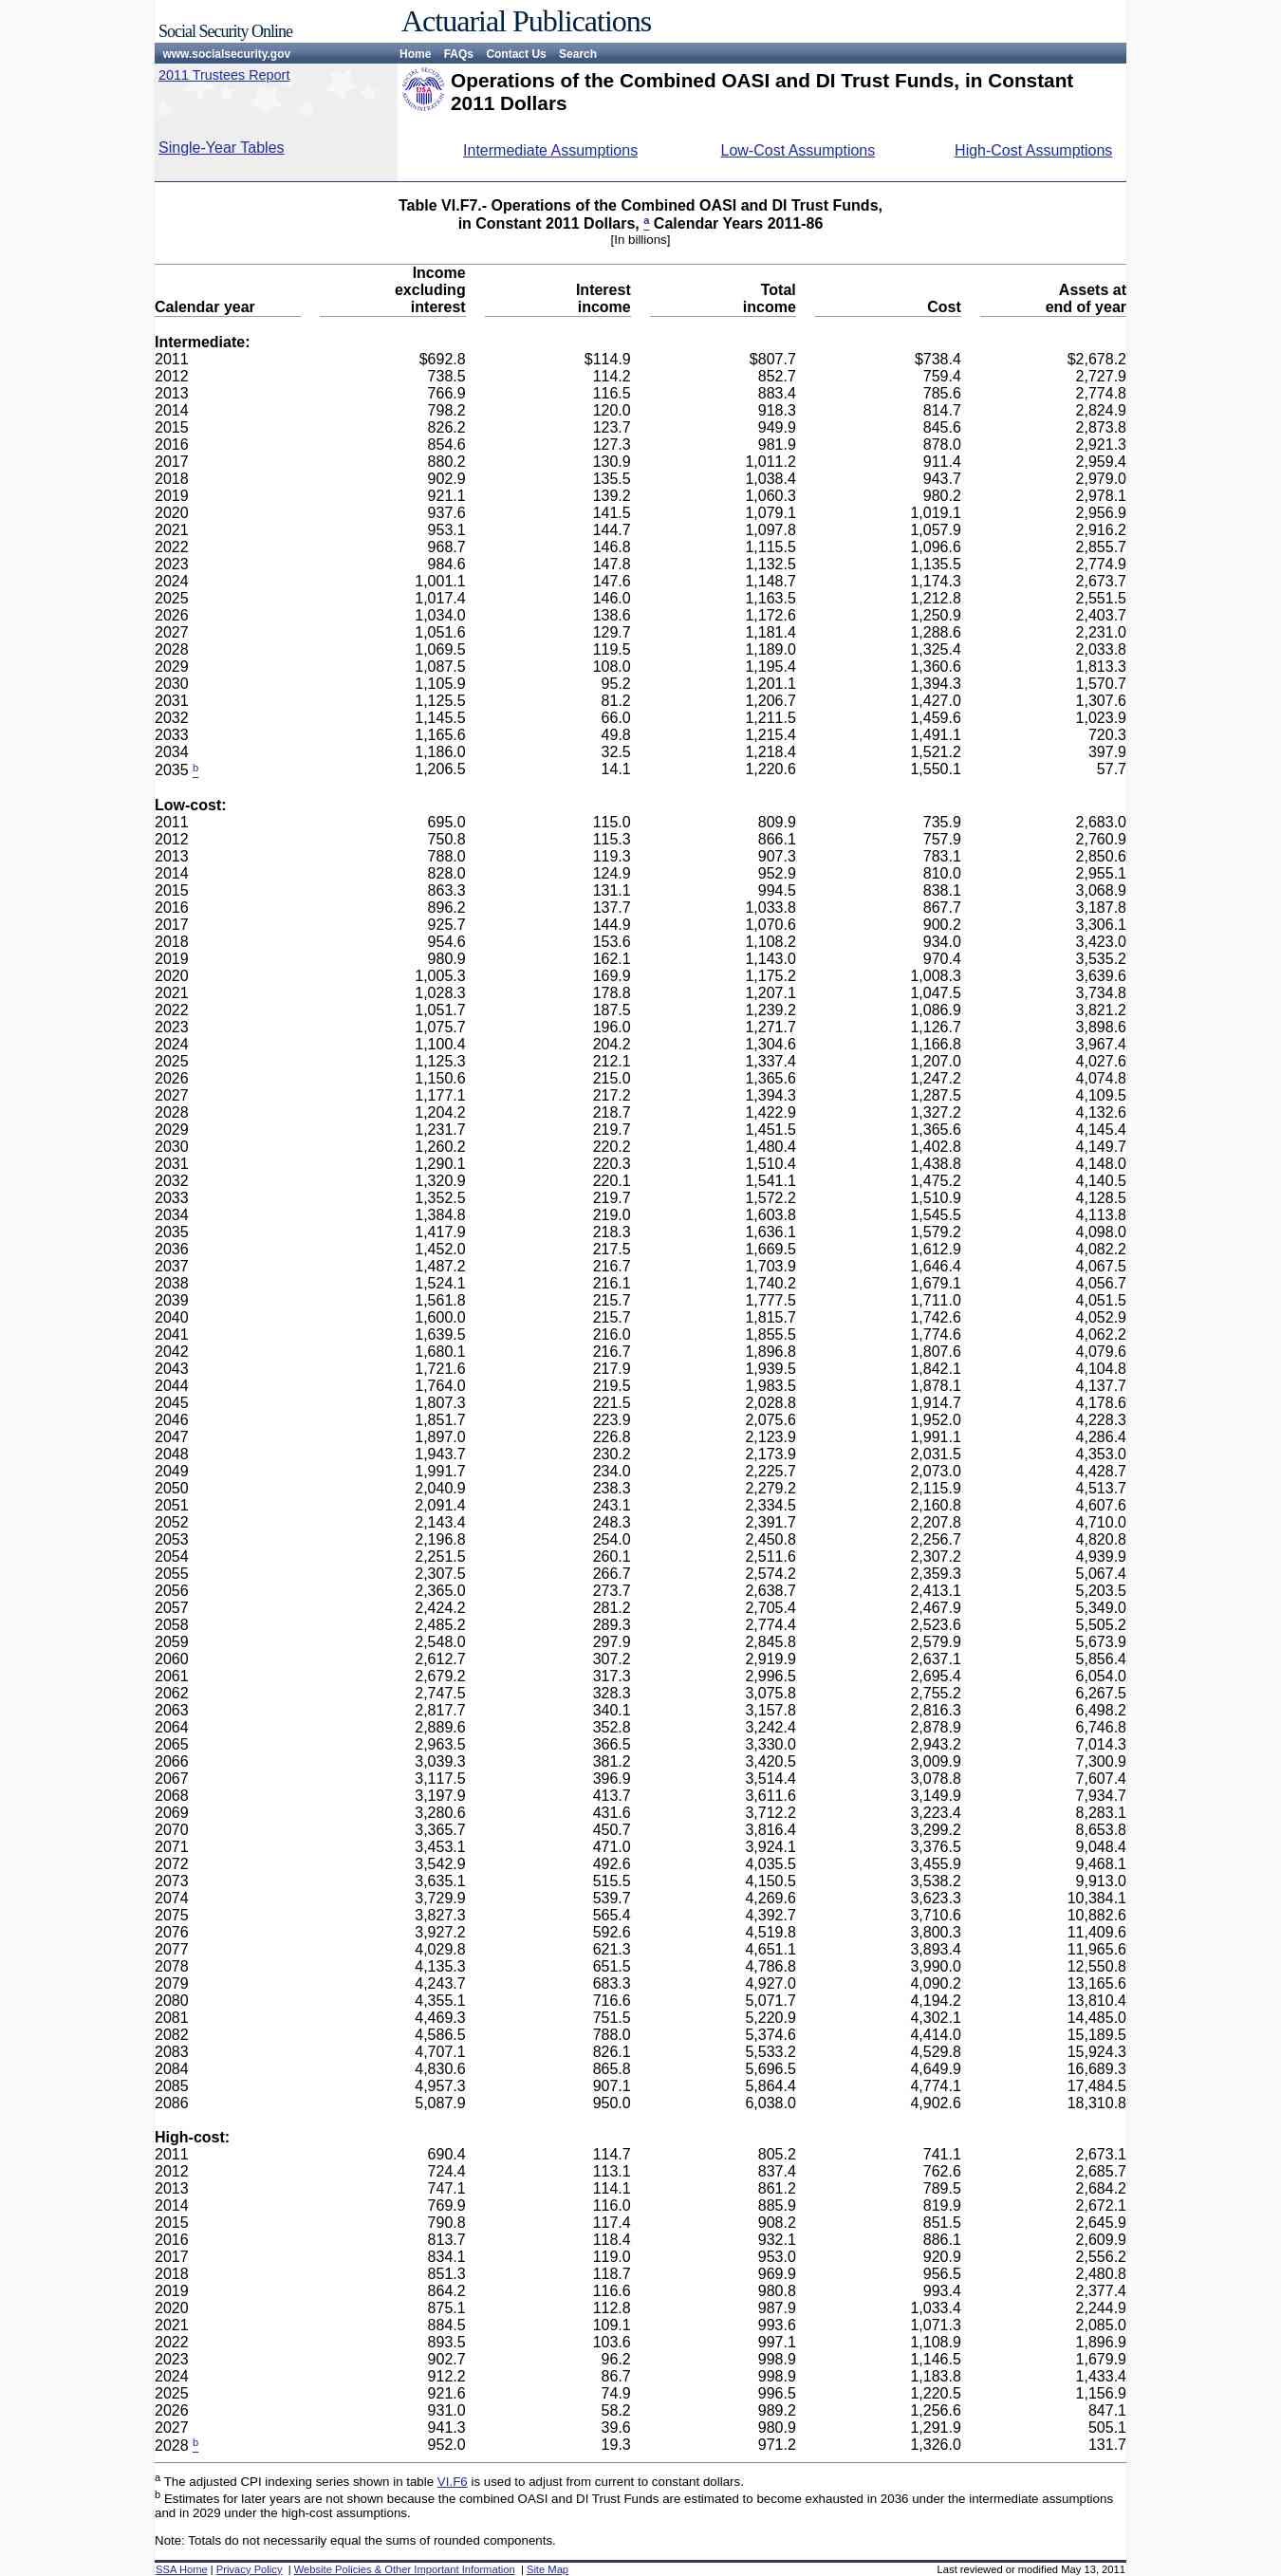 Social Security Online
Actuarial Publications
www.socialsecurity.gov
Home FAQs Contact Us Search
2011 Trustees Report
Operations of the Combined OASI and DI Trust Funds, in Constant
2011 Dollars
Single-Year Tables
Intermediate Assumptions Low-Cost Assumptions High-Cost Assumptions
Table VI.F7.- Operations of the Combined OASI and DI Trust Funds,
in Constant 2011 Dollars, a Calendar Years 2011-86
[In billions]
Income
excluding Interest Total Assets at
Calendar year interest income income Cost end of year
Intermediate:
2011 $692.8 $114.9 $807.7 $738.4 $2,678.2
2012 738.5 114.2 852.7 759.4 2,727.9
2013 766.9 116.5 883.4 785.6 2,774.8
2014 798.2 120.0 918.3 814.7 2,824.9
2015 826.2 123.7 949.9 845.6 2,873.8
2016 854.6 127.3 981.9 878.0 2,921.3
2017 880.2 130.9 1,011.2 911.4 2,959.4
2018 902.9 135.5 1,038.4 943.7 2,979.0
2019 921.1 139.2 1,060.3 980.2 2,978.1
2020 937.6 141.5 1,079.1 1,019.1 2,956.9
2021 953.1 144.7 1,097.8 1,057.9 2,916.2
2022 968.7 146.8 1,115.5 1,096.6 2,855.7
2023 984.6 147.8 1,132.5 1,135.5 2,774.9
2024 1,001.1 147.6 1,148.7 1,174.3 2,673.7
2025 1,017.4 146.0 1,163.5 1,212.8 2,551.5
2026 1,034.0 138.6 1,172.6 1,250.9 2,403.7
2027 1,051.6 129.7 1,181.4 1,288.6 2,231.0
2028 1,069.5 119.5 1,189.0 1,325.4 2,033.8
2029 1,087.5 108.0 1,195.4 1,360.6 1,813.3
2030 1,105.9 95.2 1,201.1 1,394.3 1,570.7
2031 1,125.5 81.2 1,206.7 1,427.0 1,307.6
2032 1,145.5 66.0 1,211.5 1,459.6 1,023.9
2033 1,165.6 49.8 1,215.4 1,491.1 720.3
2034 1,186.0 32.5 1,218.4 1,521.2 397.9
2035 b 1,206.5 14.1 1,220.6 1,550.1 57.7
Low-cost:
2011 695.0 115.0 809.9 735.9 2,683.0
2012 750.8 115.3 866.1 757.9 2,760.9
2013 788.0 119.3 907.3 783.1 2,850.6
2014 828.0 124.9 952.9 810.0 2,955.1
2015 863.3 131.1 994.5 838.1 3,068.9
2016 896.2 137.7 1,033.8 867.7 3,187.8
2017 925.7 144.9 1,070.6 900.2 3,306.1
2018 954.6 153.6 1,108.2 934.0 3,423.0
2019 980.9 162.1 1,143.0 970.4 3,535.2
2020 1,005.3 169.9 1,175.2 1,008.3 3,639.6
2021 1,028.3 178.8 1,207.1 1,047.5 3,734.8
2022 1,051.7 187.5 1,239.2 1,086.9 3,821.2
2023 1,075.7 196.0 1,271.7 1,126.7 3,898.6
2024 1,100.4 204.2 1,304.6 1,166.8 3,967.4
2025 1,125.3 212.1 1,337.4 1,207.0 4,027.6
2026 1,150.6 215.0 1,365.6 1,247.2 4,074.8
2027 1,177.1 217.2 1,394.3 1,287.5 4,109.5
2028 1,204.2 218.7 1,422.9 1,327.2 4,132.6
2029 1,231.7 219.7 1,451.5 1,365.6 4,145.4
2030 1,260.2 220.2 1,480.4 1,402.8 4,149.7
2031 1,290.1 220.3 1,510.4 1,438.8 4,148.0
2032 1,320.9 220.1 1,541.1 1,475.2 4,140.5
2033 1,352.5 219.7 1,572.2 1,510.9 4,128.5
2034 1,384.8 219.0 1,603.8 1,545.5 4,113.8
2035 1,417.9 218.3 1,636.1 1,579.2 4,098.0
2036 1,452.0 217.5 1,669.5 1,612.9 4,082.2
2037 1,487.2 216.7 1,703.9 1,646.4 4,067.5
2038 1,524.1 216.1 1,740.2 1,679.1 4,056.7
2039 1,561.8 215.7 1,777.5 1,711.0 4,051.5
2040 1,600.0 215.7 1,815.7 1,742.6 4,052.9
2041 1,639.5 216.0 1,855.5 1,774.6 4,062.2
2042 1,680.1 216.7 1,896.8 1,807.6 4,079.6
2043 1,721.6 217.9 1,939.5 1,842.1 4,104.8
2044 1,764.0 219.5 1,983.5 1,878.1 4,137.7
2045 1,807.3 221.5 2,028.8 1,914.7 4,178.6
2046 1,851.7 223.9 2,075.6 1,952.0 4,228.3
2047 1,897.0 226.8 2,123.9 1,991.1 4,286.4
2048 1,943.7 230.2 2,173.9 2,031.5 4,353.0
2049 1,991.7 234.0 2,225.7 2,073.0 4,428.7
2050 2,040.9 238.3 2,279.2 2,115.9 4,513.7
2051 2,091.4 243.1 2,334.5 2,160.8 4,607.6
2052 2,143.4 248.3 2,391.7 2,207.8 4,710.0
2053 2,196.8 254.0 2,450.8 2,256.7 4,820.8
2054 2,251.5 260.1 2,511.6 2,307.2 4,939.9
2055 2,307.5 266.7 2,574.2 2,359.3 5,067.4
2056 2,365.0 273.7 2,638.7 2,413.1 5,203.5
2057 2,424.2 281.2 2,705.4 2,467.9 5,349.0
2058 2,485.2 289.3 2,774.4 2,523.6 5,505.2
2059 2,548.0 297.9 2,845.8 2,579.9 5,673.9
2060 2,612.7 307.2 2,919.9 2,637.1 5,856.4
2061 2,679.2 317.3 2,996.5 2,695.4 6,054.0
2062 2,747.5 328.3 3,075.8 2,755.2 6,267.5
2063 2,817.7 340.1 3,157.8 2,816.3 6,498.2
2064 2,889.6 352.8 3,242.4 2,878.9 6,746.8
2065 2,963.5 366.5 3,330.0 2,943.2 7,014.3
2066 3,039.3 381.2 3,420.5 3,009.9 7,300.9
2067 3,117.5 396.9 3,514.4 3,078.8 7,607.4
2068 3,197.9 413.7 3,611.6 3,149.9 7,934.7
2069 3,280.6 431.6 3,712.2 3,223.4 8,283.1
2070 3,365.7 450.7 3,816.4 3,299.2 8,653.8
2071 3,453.1 471.0 3,924.1 3,376.5 9,048.4
2072 3,542.9 492.6 4,035.5 3,455.9 9,468.1
2073 3,635.1 515.5 4,150.5 3,538.2 9,913.0
2074 3,729.9 539.7 4,269.6 3,623.3 10,384.1
2075 3,827.3 565.4 4,392.7 3,710.6 10,882.6
2076 3,927.2 592.6 4,519.8 3,800.3 11,409.6
2077 4,029.8 621.3 4,651.1 3,893.4 11,965.6
2078 4,135.3 651.5 4,786.8 3,990.0 12,550.8
2079 4,243.7 683.3 4,927.0 4,090.2 13,165.6
2080 4,355.1 716.6 5,071.7 4,194.2 13,810.4
2081 4,469.3 751.5 5,220.9 4,302.1 14,485.0
2082 4,586.5 788.0 5,374.6 4,414.0 15,189.5
2083 4,707.1 826.1 5,533.2 4,529.8 15,924.3
2084 4,830.6 865.8 5,696.5 4,649.9 16,689.3
2085 4,957.3 907.1 5,864.4 4,774.1 17,484.5
2086 5,087.9 950.0 6,038.0 4,902.6 18,310.8
High-cost:
2011 690.4 114.7 805.2 741.1 2,673.1
2012 724.4 113.1 837.4 762.6 2,685.7
2013 747.1 114.1 861.2 789.5 2,684.2
2014 769.9 116.0 885.9 819.9 2,672.1
2015 790.8 117.4 908.2 851.5 2,645.9
2016 813.7 118.4 932.1 886.1 2,609.9
2017 834.1 119.0 953.0 920.9 2,556.2
2018 851.3 118.7 969.9 956.5 2,480.8
2019 864.2 116.6 980.8 993.4 2,377.4
2020 875.1 112.8 987.9 1,033.4 2,244.9
2021 884.5 109.1 993.6 1,071.3 2,085.0
2022 893.5 103.6 997.1 1,108.9 1,896.9
2023 902.7 96.2 998.9 1,146.5 1,679.9
2024 912.2 86.7 998.9 1,183.8 1,433.4
2025 921.6 74.9 996.5 1,220.5 1,156.9
2026 931.0 58.2 989.2 1,256.6 847.1
2027 941.3 39.6 980.9 1,291.9 505.1
2028 b 952.0 19.3 971.2 1,326.0 131.7
a The adjusted CPI indexing series shown in table VI.F6 is used to adjust from current to constant dollars.
b Estimates for later years are not shown because the combined OASI and DI Trust Funds are estimated to become exhausted in 2036 under the intermediate assumptions
and in 2029 under the high-cost assumptions.
Note: Totals do not necessarily equal the sums of rounded components.
SSA Home | Privacy Policy | Website Policies & Other Important Information | Site Map Last reviewed or modified May 13, 2011